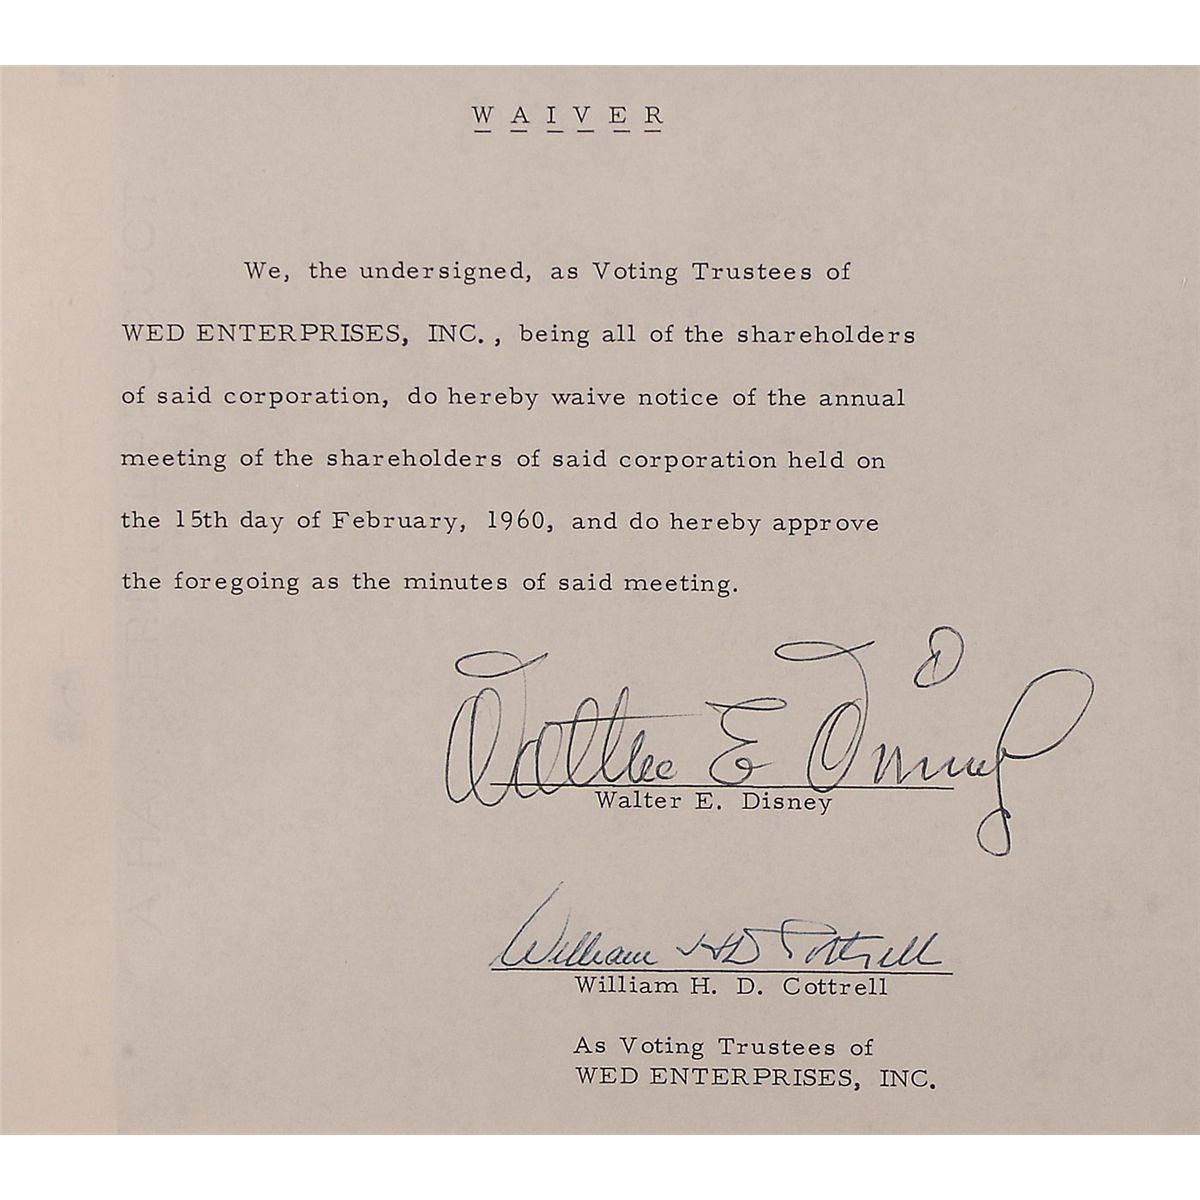 W A I V E R
We, the undersigned, as Voting Trustees of
WED ENTERPRISES, INC., being all of the shareholders
of said corporation, do hereby waive notice of the annual
meeting of the shareholders of said corporation held on
the 15th day of February, 1960, and do hereby approve
the foregoing as the minutes of said meeting.
Walter E Disney
Walter E. Disney
William H D Cottrell
William H. D. Cottrell
As Voting Trustees of
WED ENTERPRISES, INC.